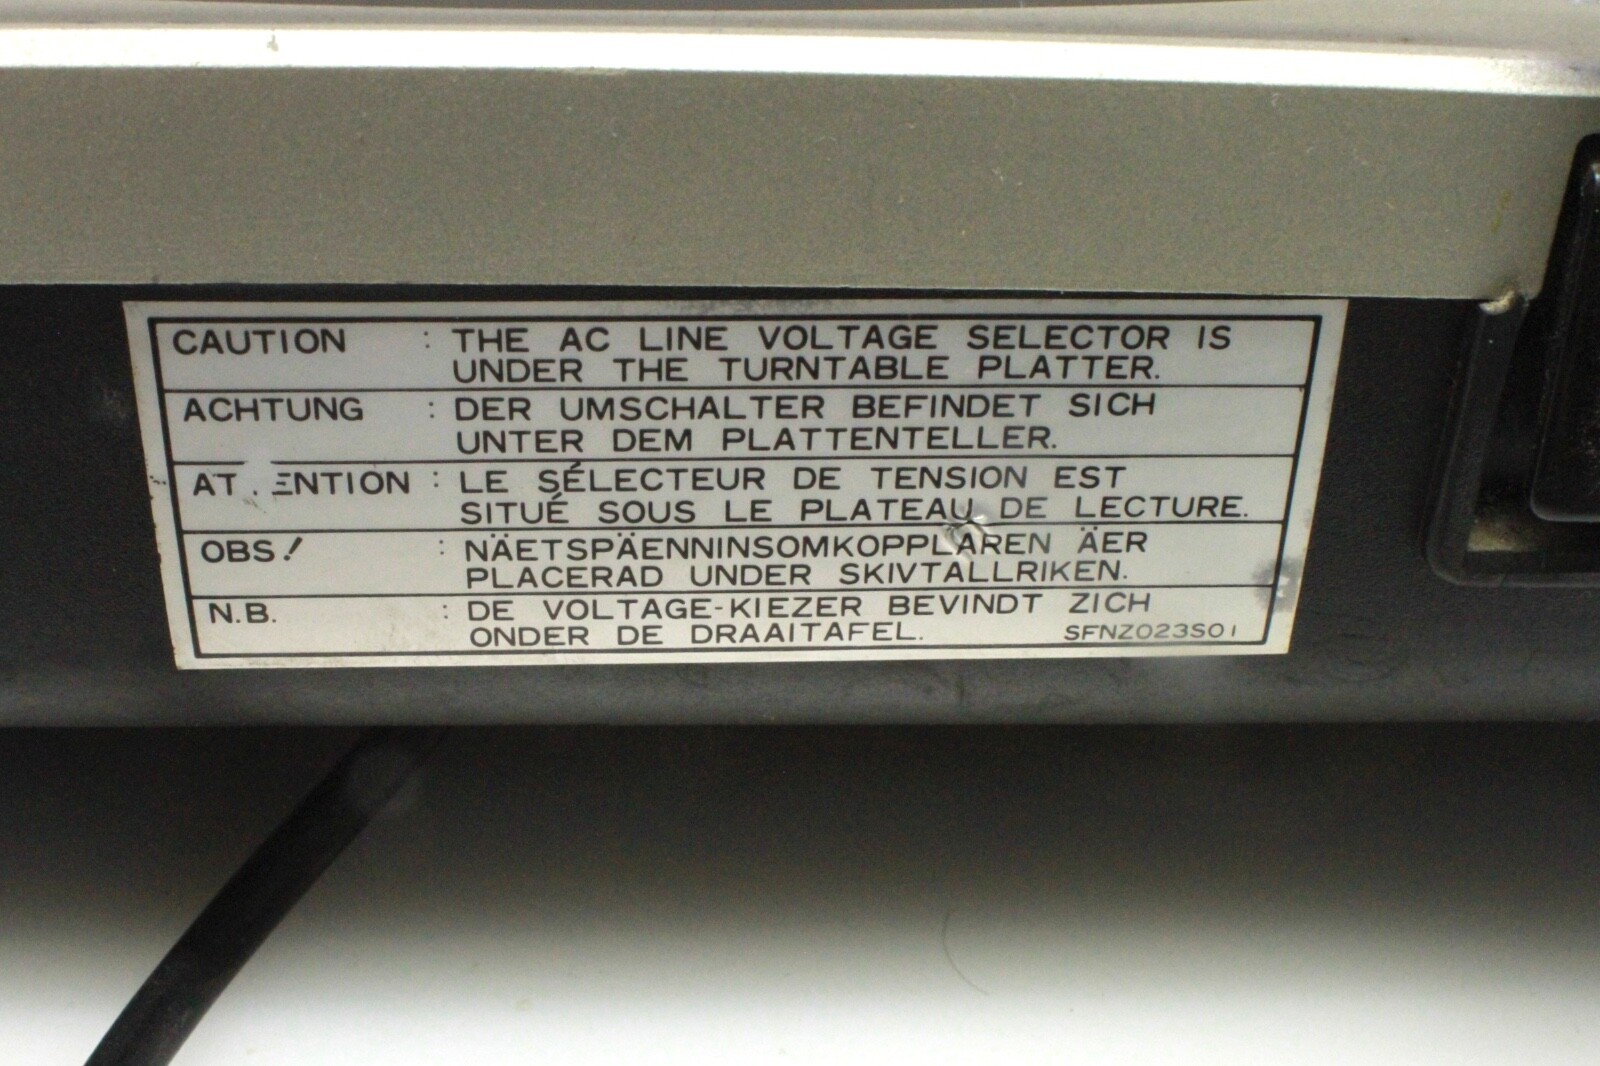 CAUTION : THE AC LINE VOLTAGE SELECTOR IS
UNDER THE TURNTABLE PLATTER.
ACHTUNG : DER UMSCHALTER BEFINDET SICH
UNTER DEM PLATTENTELLER.
ATTENTION : LE SÉLECTEUR DE TENSION EST
SITUÉ SOUS LE PLATEAU DE LECTURE.
OBS! : NÄETSPÄENNINSOMKOPPLAREN ÄER
PLACERAD UNDER SKIVTALLRIKEN.
N.B. : DE VOLTAGE-KIEZER BEVINDT ZICH
ONDER DE DRAAITAFEL. SFNZ023S01